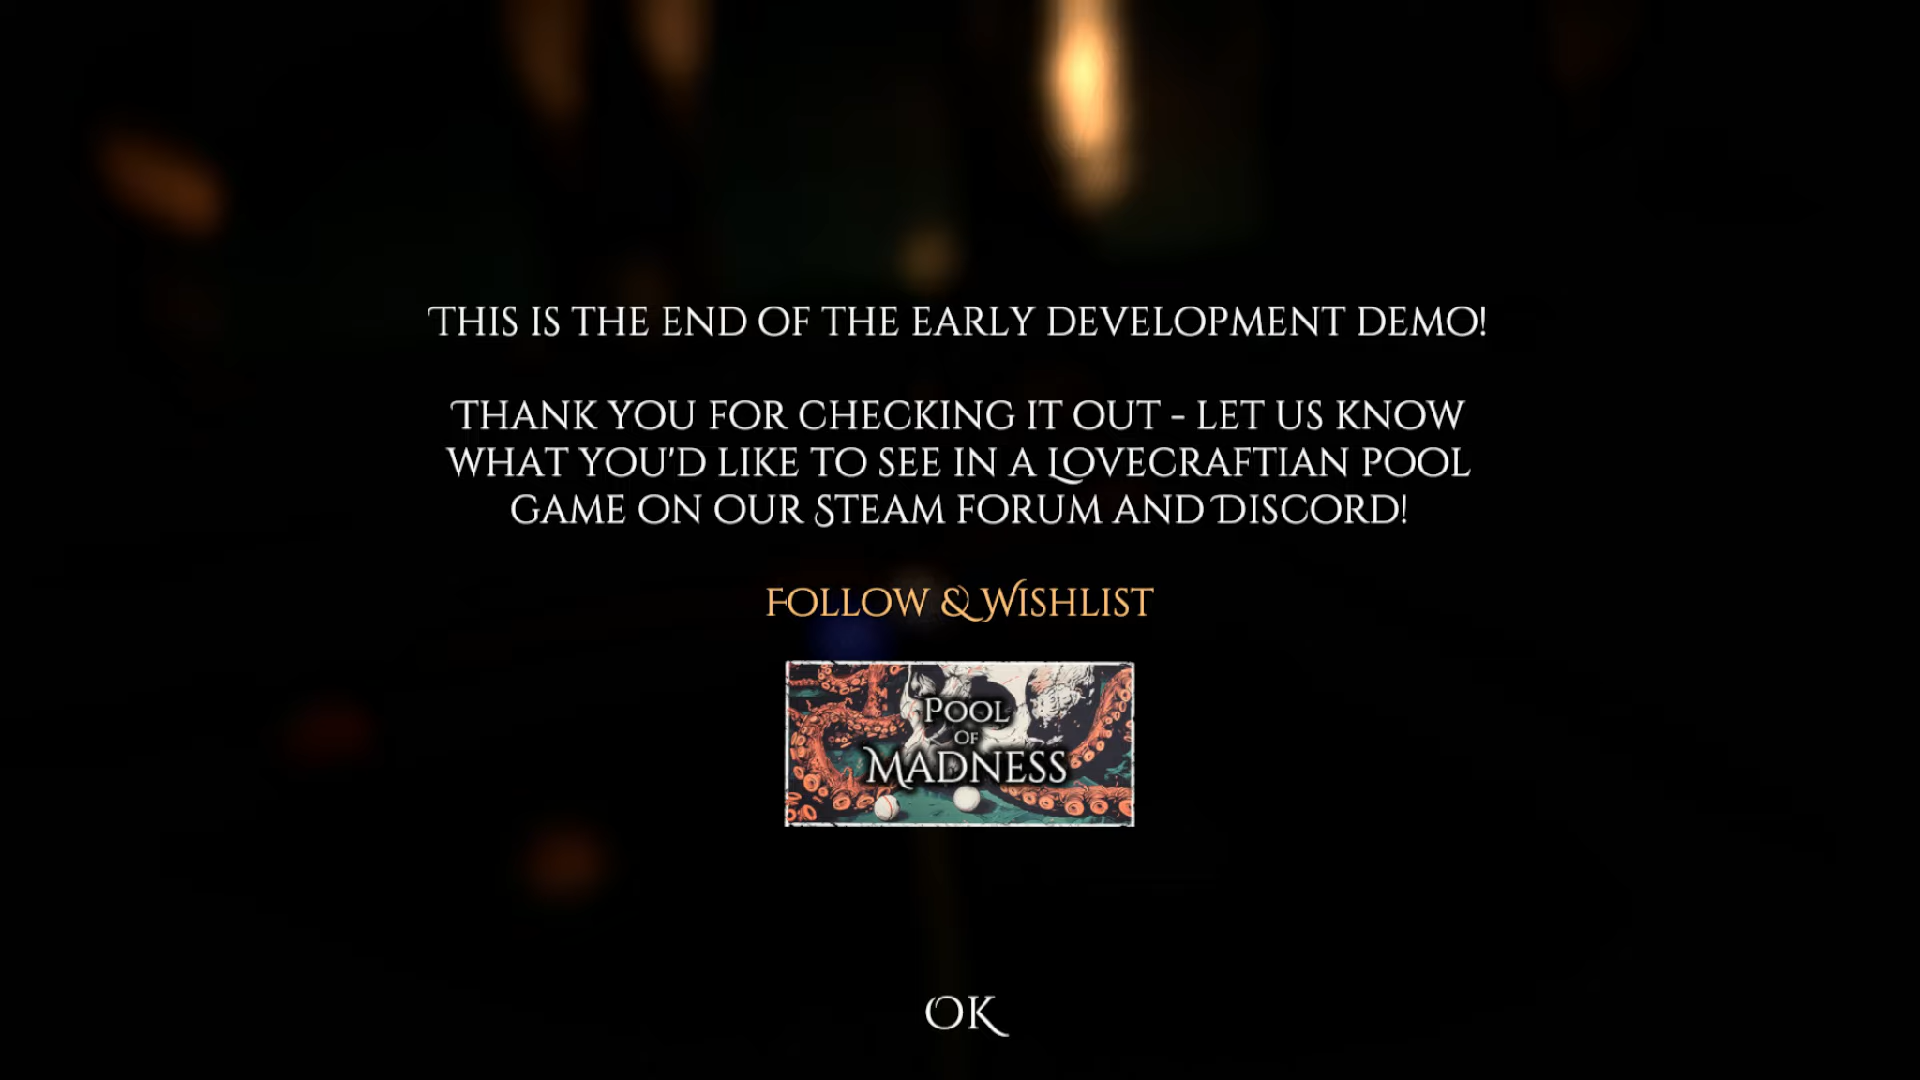 This is the end of the early development demo!
Thank you for checking it out - let us know
what you'd like to see in a Lovecraftian pool
game on our Steam forum and Discord!
Follow & Wishlist
Pool
of
Madness
OK